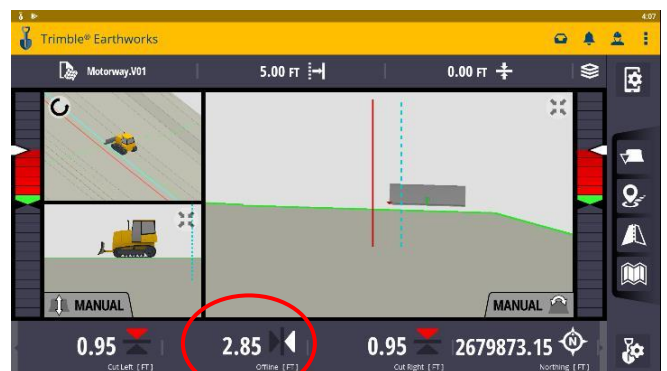 4:07
Trimble® Earthworks
Motorway.V01
5.00 FT
0.00 FT
MANUAL
MANUAL
0.95
2.85
0.95
2679873.15
N
Cut Left [FT]
Offline [FT]
Cut Right [FT]
Northing [FT]